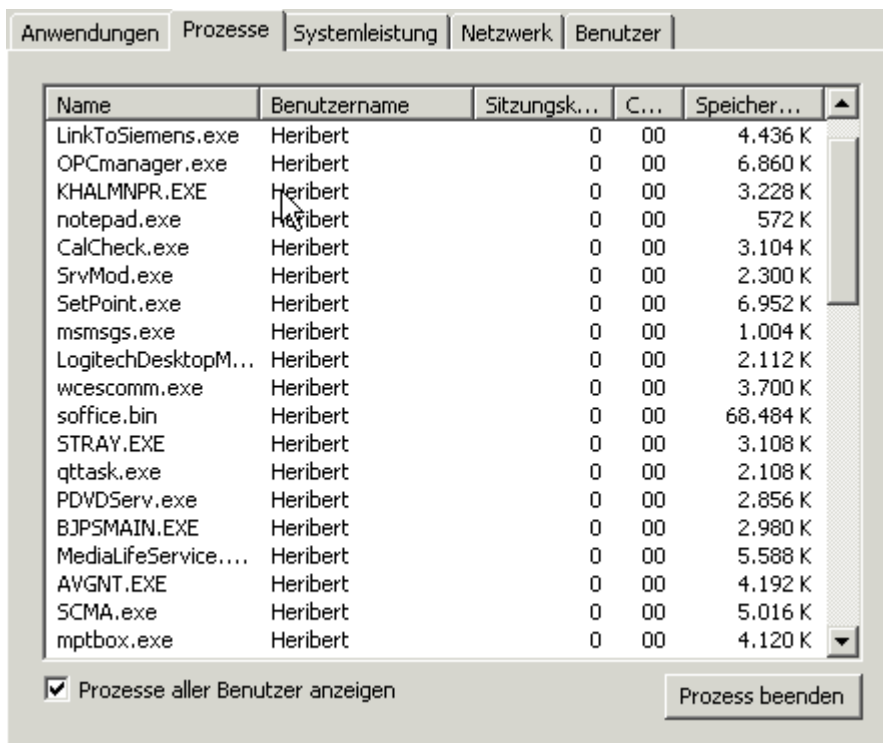 Anwendungen Prozesse Systemleistung Netzwerk Benutzer
Name Benutzername Sitzungsk... C... Speicher...
LinkToSiemens.exe Heribert 0 00 4.436 K
OPCmanager.exe Heribert 0 00 6.860 K
KHALMNPR.EXE Heribert 0 00 3.228 K
notepad.exe Heribert 0 00 572 K
CalCheck.exe Heribert 0 00 3.104 K
SrvMod.exe Heribert 0 00 2.300 K
SetPoint.exe Heribert 0 00 6.952 K
msmsgs.exe Heribert 0 00 1.004 K
LogitechDesktopM... Heribert 0 00 2.112 K
wcescomm.exe Heribert 0 00 3.700 K
soffice.bin Heribert 0 00 68.484 K
STRAY.EXE Heribert 0 00 3.108 K
qttask.exe Heribert 0 00 2.108 K
PDVDServ.exe Heribert 0 00 2.856 K
BJPSMAIN.EXE Heribert 0 00 2.980 K
MediaLifeService.... Heribert 0 00 5.588 K
AVGNT.EXE Heribert 0 00 4.192 K
SCMA.exe Heribert 0 00 5.016 K
mptbox.exe Heribert 0 00 4.120 K
Prozesse aller Benutzer anzeigen Prozess beenden